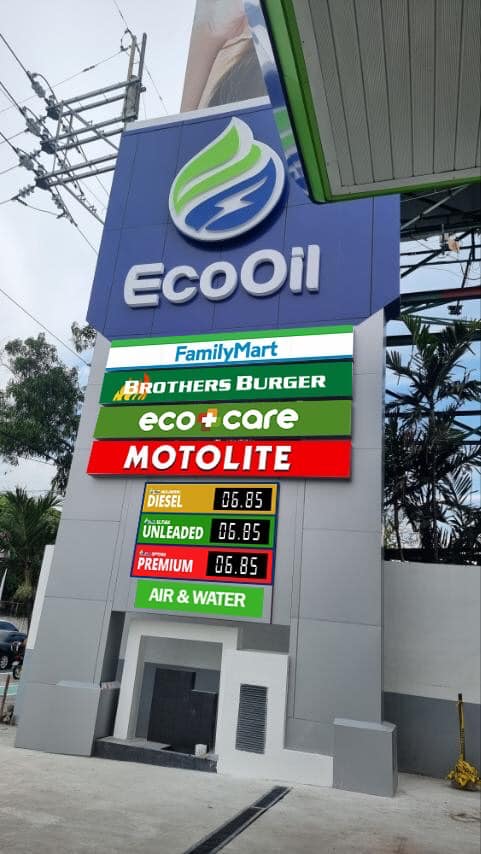 EcoOil
FamilyMart
BROTHERS BURGER
eco+care
MOTOLITE
DIESEL 06.85
UNLEADED 06.85
PREMIUM 06.85
AIR & WATER